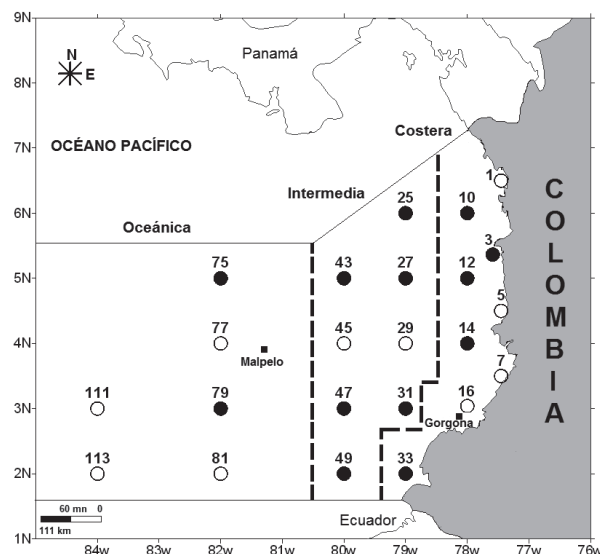 9N
8N
7N
6N
5N
4N
3N
2N
1N
N
E
Panamá
OCÉANO PACÍFICO
Costera
Intermedia
Oceánica
COLOMBIA
1
25
10
3
75
43
27
12
5
77
45
29
14
Malpelo
7
111
79
47
31
16
Gorgona
113
81
49
33
60 mn 0
111 km
Ecuador
84w 83w 82w 81w 80w 79w 78w 77w 76w